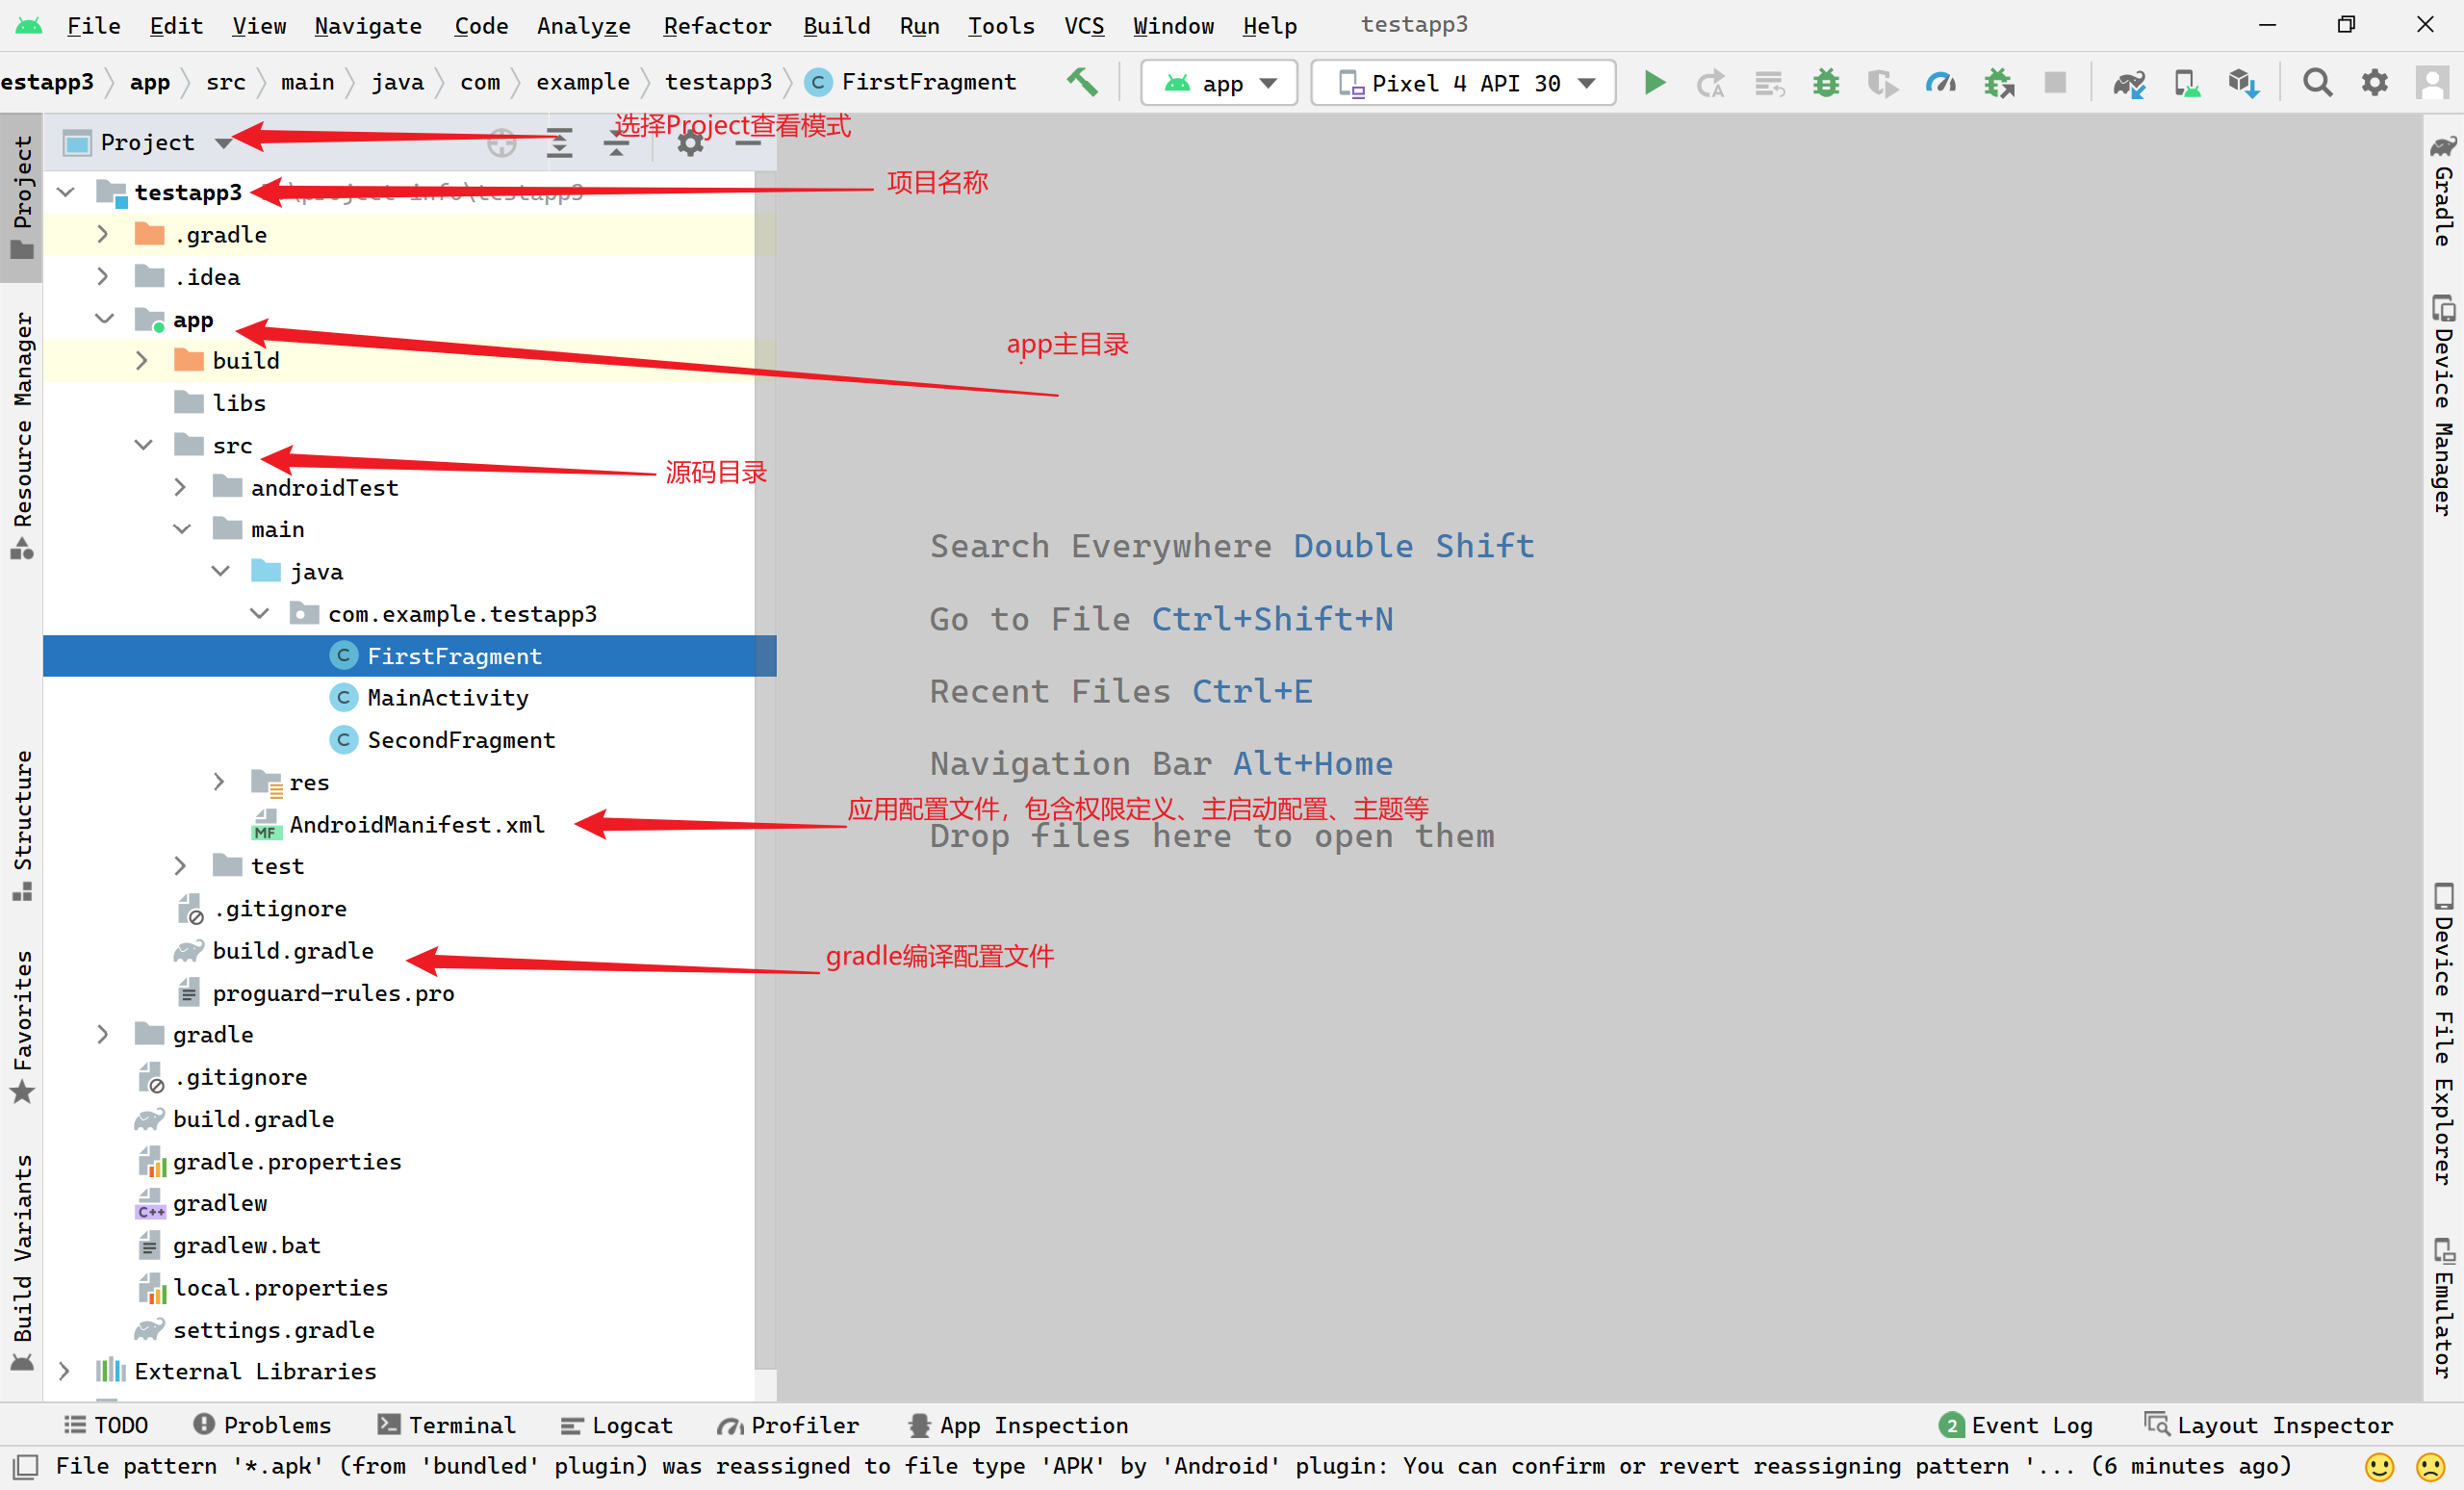 File Edit View Navigate Code Analyze Refactor Build Run Tools VCS Window Help testapp3
estapp3 app src main java com example testapp3 FirstFragment app Pixel 4 API 30
Project
选择Project查看模式
testapp3 \project-info\testapp3
项目名称
.gradle
.idea
app
app主目录
build
libs
src
源码目录
androidTest
main
java
com.example.testapp3
FirstFragment
MainActivity
SecondFragment
res
AndroidManifest.xml
应用配置文件，包含权限定义、主启动配置、主题等
test
.gitignore
build.gradle
gradle编译配置文件
proguard-rules.pro
gradle
.gitignore
build.gradle
gradle.properties
gradlew
gradlew.bat
local.properties
settings.gradle
External Libraries
Search Everywhere Double Shift
Go to File Ctrl+Shift+N
Recent Files Ctrl+E
Navigation Bar Alt+Home
Drop files here to open them
Project
Resource Manager
Structure
Favorites
Build Variants
Gradle
Device Manager
Device File Explorer
Emulator
TODO Problems Terminal Logcat Profiler App Inspection 2 Event Log Layout Inspector
File pattern '*.apk' (from 'bundled' plugin) was reassigned to file type 'APK' by 'Android' plugin: You can confirm or revert reassigning pattern '... (6 minutes ago)